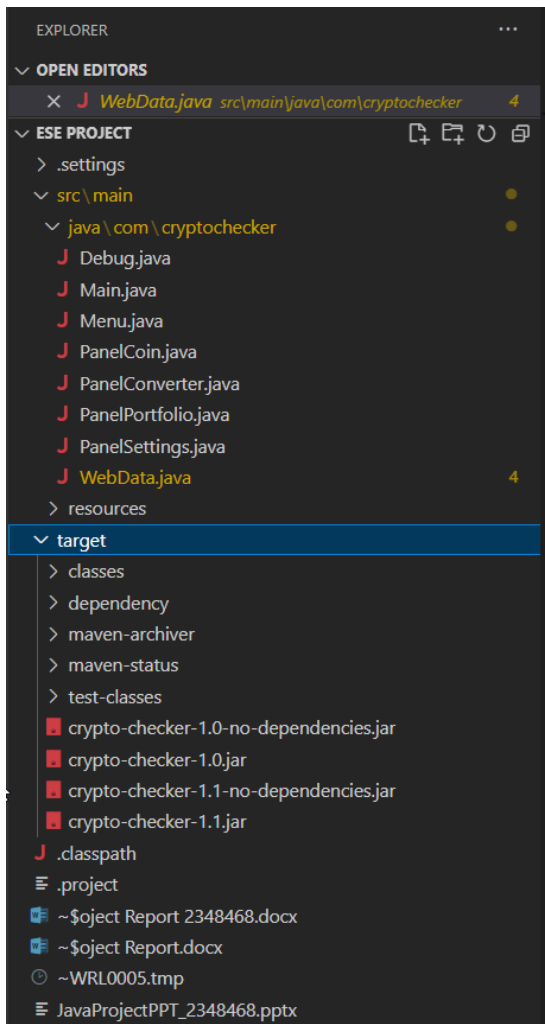 EXPLORER
OPEN EDITORS
WebData.java src\main\java\com\cryptochecker 4
ESE PROJECT
.settings
src\main
java\com\cryptochecker
Debug.java
Main.java
Menu.java
PanelCoin.java
PanelConverter.java
PanelPortfolio.java
PanelSettings.java
WebData.java 4
resources
target
classes
dependency
maven-archiver
maven-status
test-classes
crypto-checker-1.0-no-dependencies.jar
crypto-checker-1.0.jar
crypto-checker-1.1-no-dependencies.jar
crypto-checker-1.1.jar
.classpath
.project
~$oject Report 2348468.docx
~$oject Report.docx
~WRL0005.tmp
JavaProjectPPT_2348468.pptx